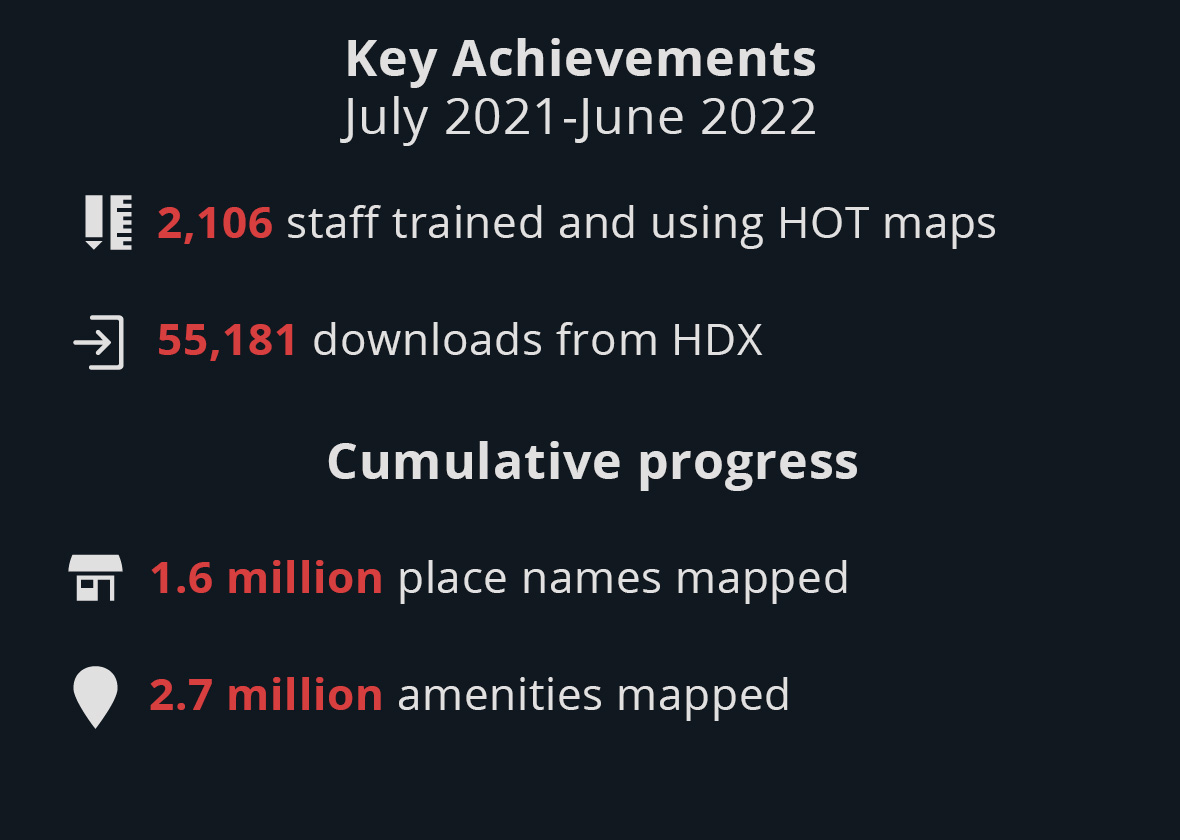 Key Achievements
July 2021-June 2022
2,106 staff trained and using HOT maps
55,181 downloads from HDX
Cumulative progress
1.6 million place names mapped
2.7 million amenities mapped